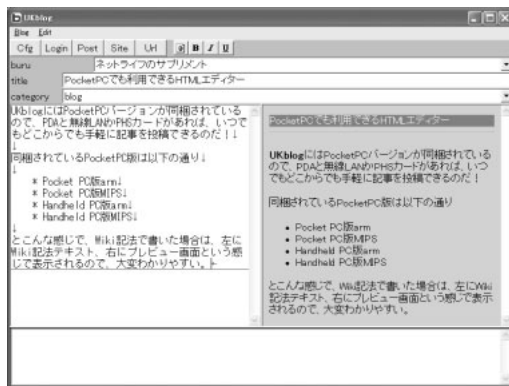 UKblog
Blog Edit
Cfg Login Post Site Url B I U
buru ネットライフのサプリメント
title PocketPCでも利用できるHTMLエディター
category blog
UKblogにはPocketPCバージョンが同梱されている
ので、PDAと無線LANかPHSカードがあれば、いつで
もどこからでも手軽に記事を投稿できるのだ!↓
↓
同梱されているPocketPC版は以下の通り↓
↓
* Pocket PC版arm↓
* Pocket PC版MIPS↓
* Handheld PC版arm↓
* Handheld PC版MIPS↓
↓
とこんな感じで、Wiki記法で書いた場合は、左に
Wiki記法テキスト、右にプレビュー画面という感
じで表示されるので、大変わかりやすい。
PocketPCでも利用できるHTMLエディター
UKblogにはPocketPCバージョンが同梱されている
ので、PDAと無線LANかPHSカードがあれば、いつ
でもどこからでも手軽に記事を投稿できるのだ!
同梱されているPocketPC版は以下の通り
• Pocket PC版arm
• Pocket PC版MIPS
• Handheld PC版arm
• Handheld PC版MIPS
とこんな感じで、Wiki記法で書いた場合は、左にWiki
記法テキスト、右にプレビュー画面という感じで表示
されるので、大変わかりやすい。